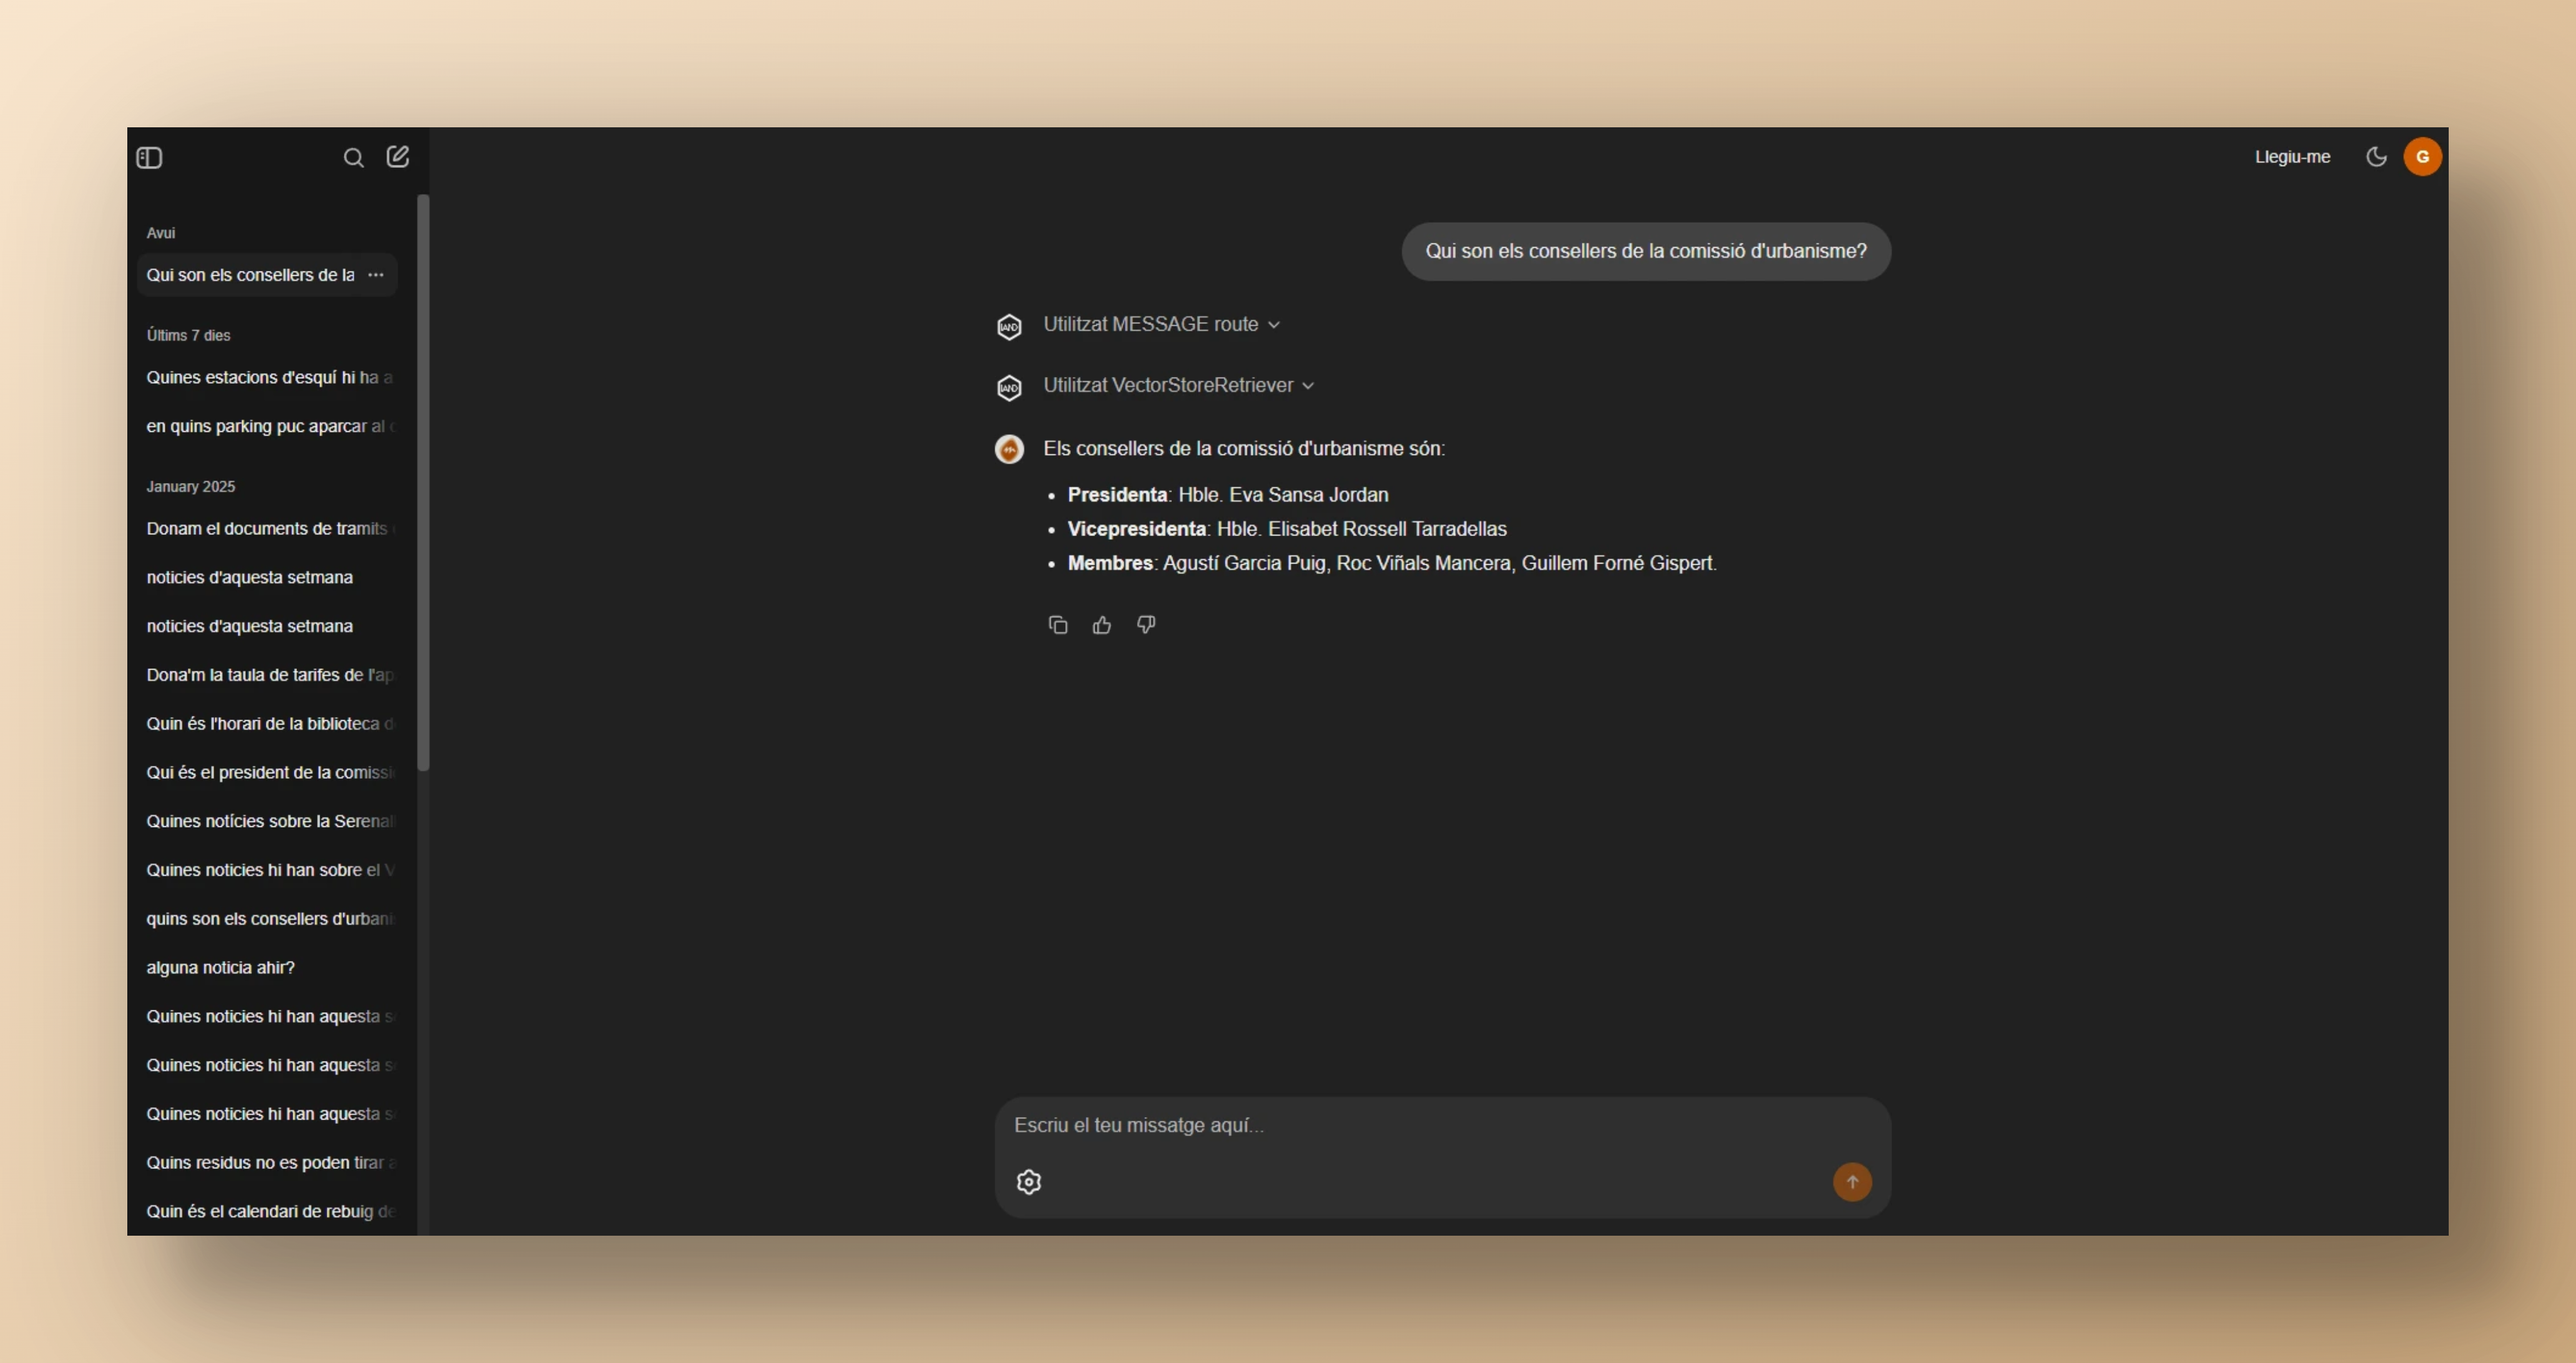 Llegiu-me
G
Avui
Qui son els consellers de la
Últims 7 dies
Quines estacions d'esquí hi ha a
en quins parking puc aparcar al
January 2025
Donam el documents de tramits
noticies d'aquesta setmana
noticies d'aquesta setmana
Dona'm la taula de tarifes de l'ap
Quin és l'horari de la biblioteca d
Qui és el president de la comissi
Quines notícies sobre la Serenal
Quines noticies hi han sobre el V
quins son els consellers d'urbani
alguna noticia ahir?
Quines noticies hi han aquesta s
Quines noticies hi han aquesta s
Quines noticies hi han aquesta s
Quins residus no es poden tirar a
Quin és el calendari de rebuig de
Qui son els consellers de la comissió d'urbanisme?
Utilitzat MESSAGE route
Utilitzat VectorStoreRetriever
Els consellers de la comissió d'urbanisme són:
• Presidenta: Hble. Eva Sansa Jordan
• Vicepresidenta: Hble. Elisabet Rossell Tarradellas
• Membres: Agustí Garcia Puig, Roc Viñals Mancera, Guillem Forné Gispert.
Escriu el teu missatge aquí...